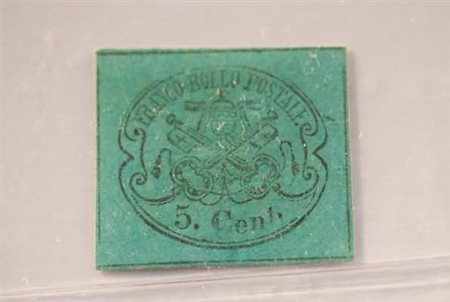 FRANCO BOLLO POSTALE
5. Cent.